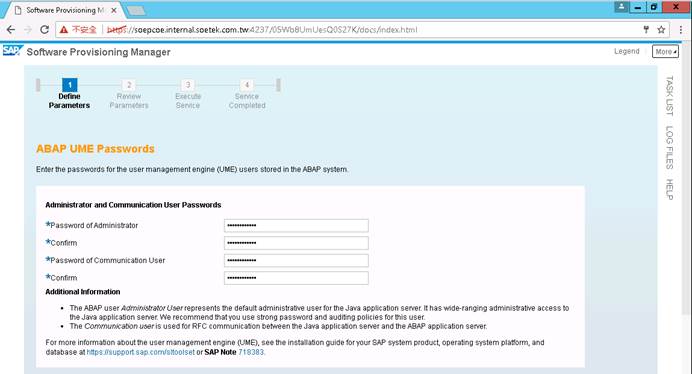 Software Provisioning M
不安全
https://soepcoe.internal.soetek.com.tw:4237/05Wb8UmUesQ0S27K/docs/index.html
SAP Software Provisioning Manager
Legend
More
1
2
3
4
Define Parameters
Review Parameters
Execute Service
Service Completed
TASK LIST
LOG FILES
HELP
ABAP UME Passwords
Enter the passwords for the user management engine (UME) users stored in the ABAP system.
Administrator and Communication User Passwords
*Password of Administrator
••••••••••••
*Confirm
••••••••••••
*Password of Communication User
••••••••••••
*Confirm
••••••••••••
Additional Information
• The ABAP user Administrator User represents the default administrative user for the Java application server. It has wide-ranging administrative access to
the Java application server. We recommend that you use strong password and auditing policies for this user.
• The Communication user is used for RFC communication between the Java application server and the ABAP application server.
For more information about the user management engine (UME), see the installation guide for your SAP system product, operating system platform, and
database at https://support.sap.com/sltoolset or SAP Note 718383.